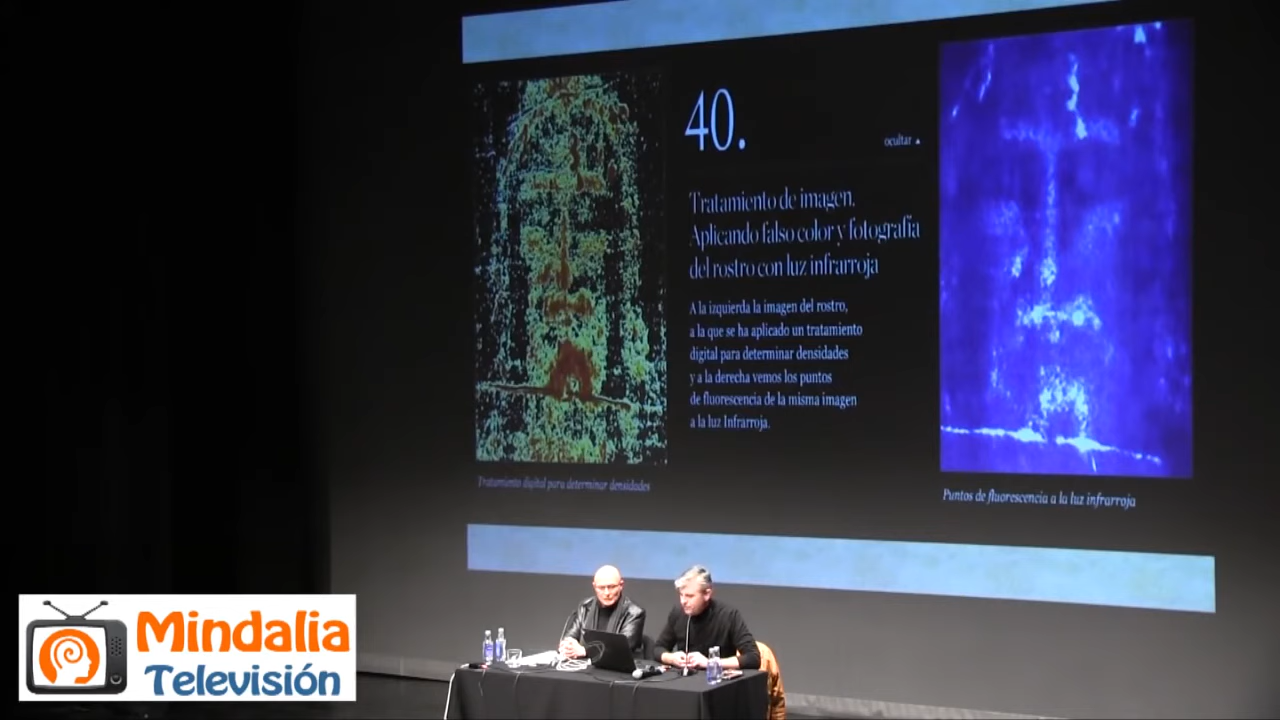 40.
ocultar ▲
Tratamiento de imagen.
Aplicando falso color y fotografía
del rostro con luz infrarroja
A la izquierda la imagen del rostro,
a la que se ha aplicado un tratamiento
digital para determinar densidades
y a la derecha vemos los puntos
de fluorescencia de la misma imagen
a la luz Infrarroja.
Tratamiento digital para determinar densidades
Puntos de fluorescencia a la luz infrarroja
Mindalia
Televisión